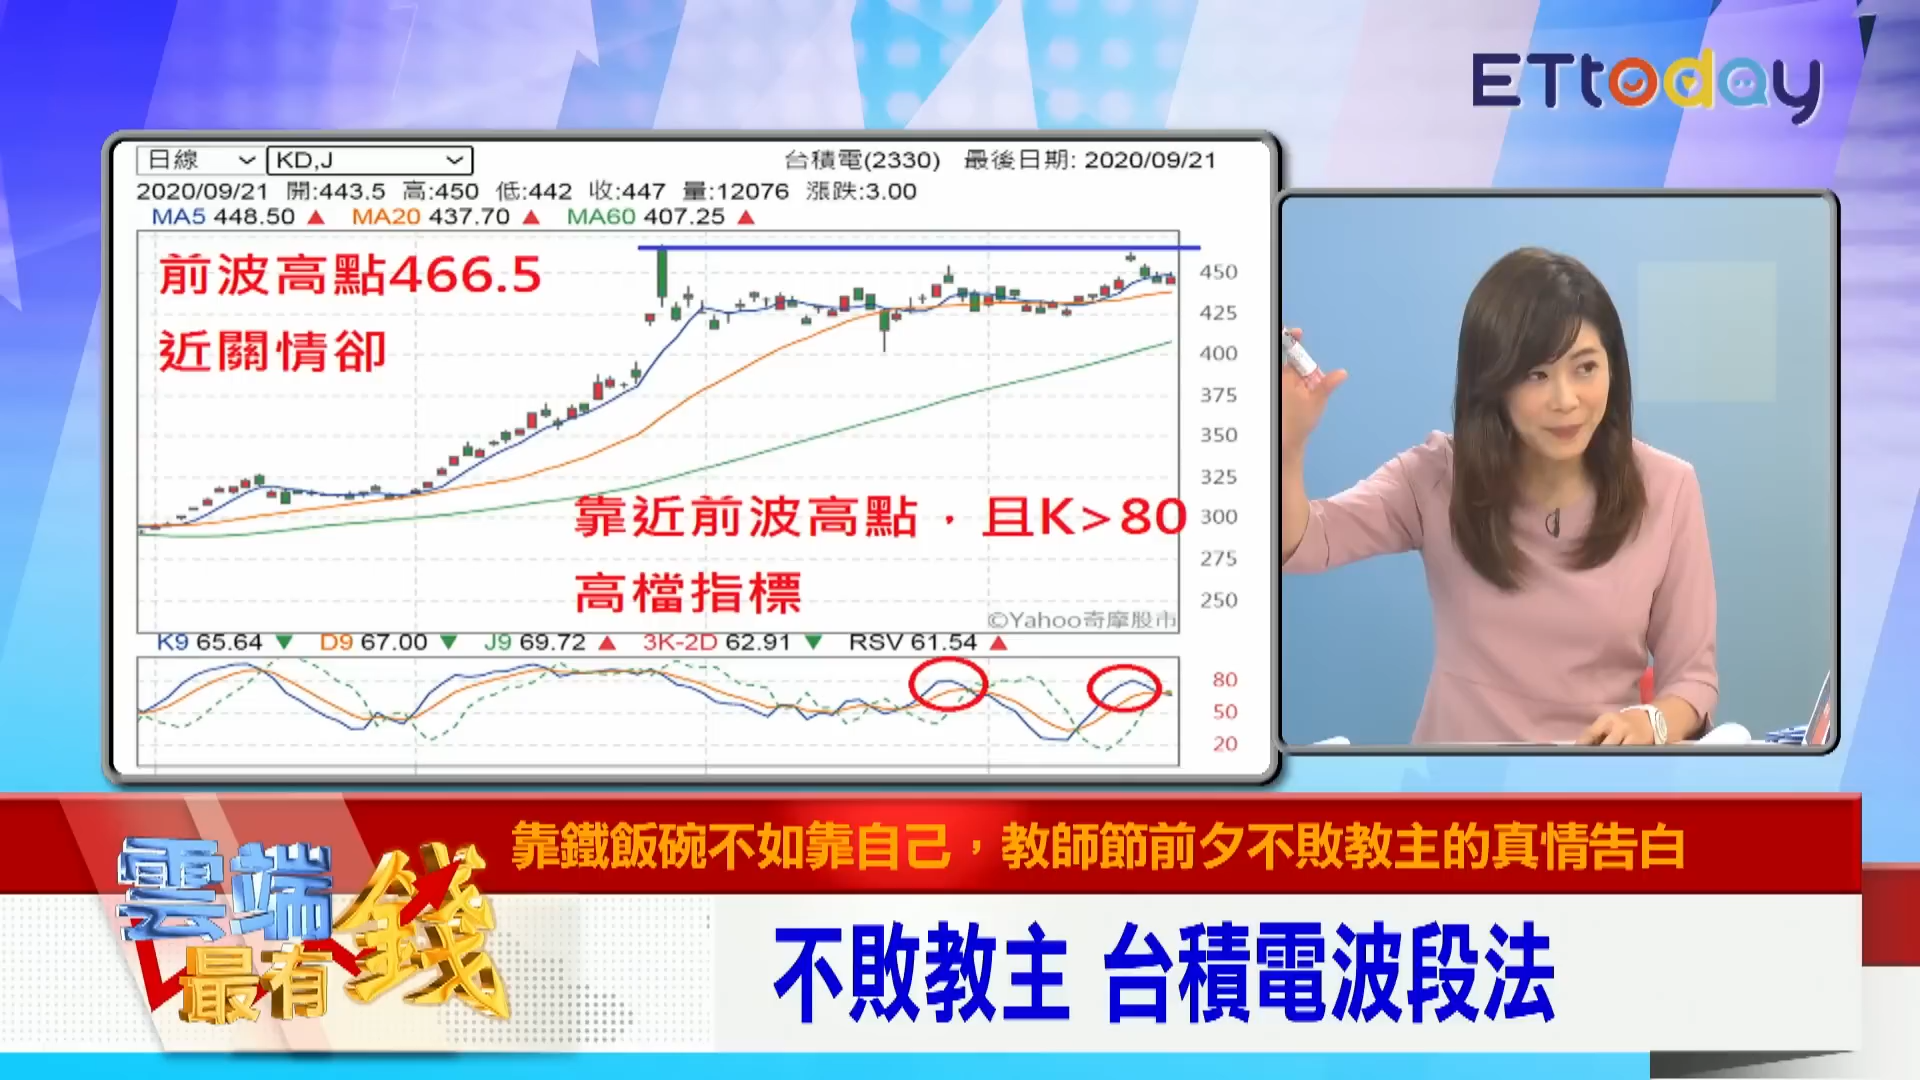 ETtoday
日線 KD,J 台積電(2330) 最後日期: 2020/09/21
2020/09/21 開:443.5 高:450 低:442 收:447 量:12076 漲跌:3.00
MA5 448.50 ▲ MA20 437.70 ▲ MA60 407.25 ▲
前波高點466.5
近關情卻
450
425
400
375
350
325
300
275
250
靠近前波高點，且K>80
高檔指標
©Yahoo奇摩股市
K9 65.64 ▼ D9 67.00 ▼ J9 69.72 ▲ 3K-2D 62.91 ▼ RSV 61.54 ▲
80
50
20
靠鐵飯碗不如靠自己，教師節前夕不敗教主的真情告白
雲端
最有錢
不敗教主 台積電波段法